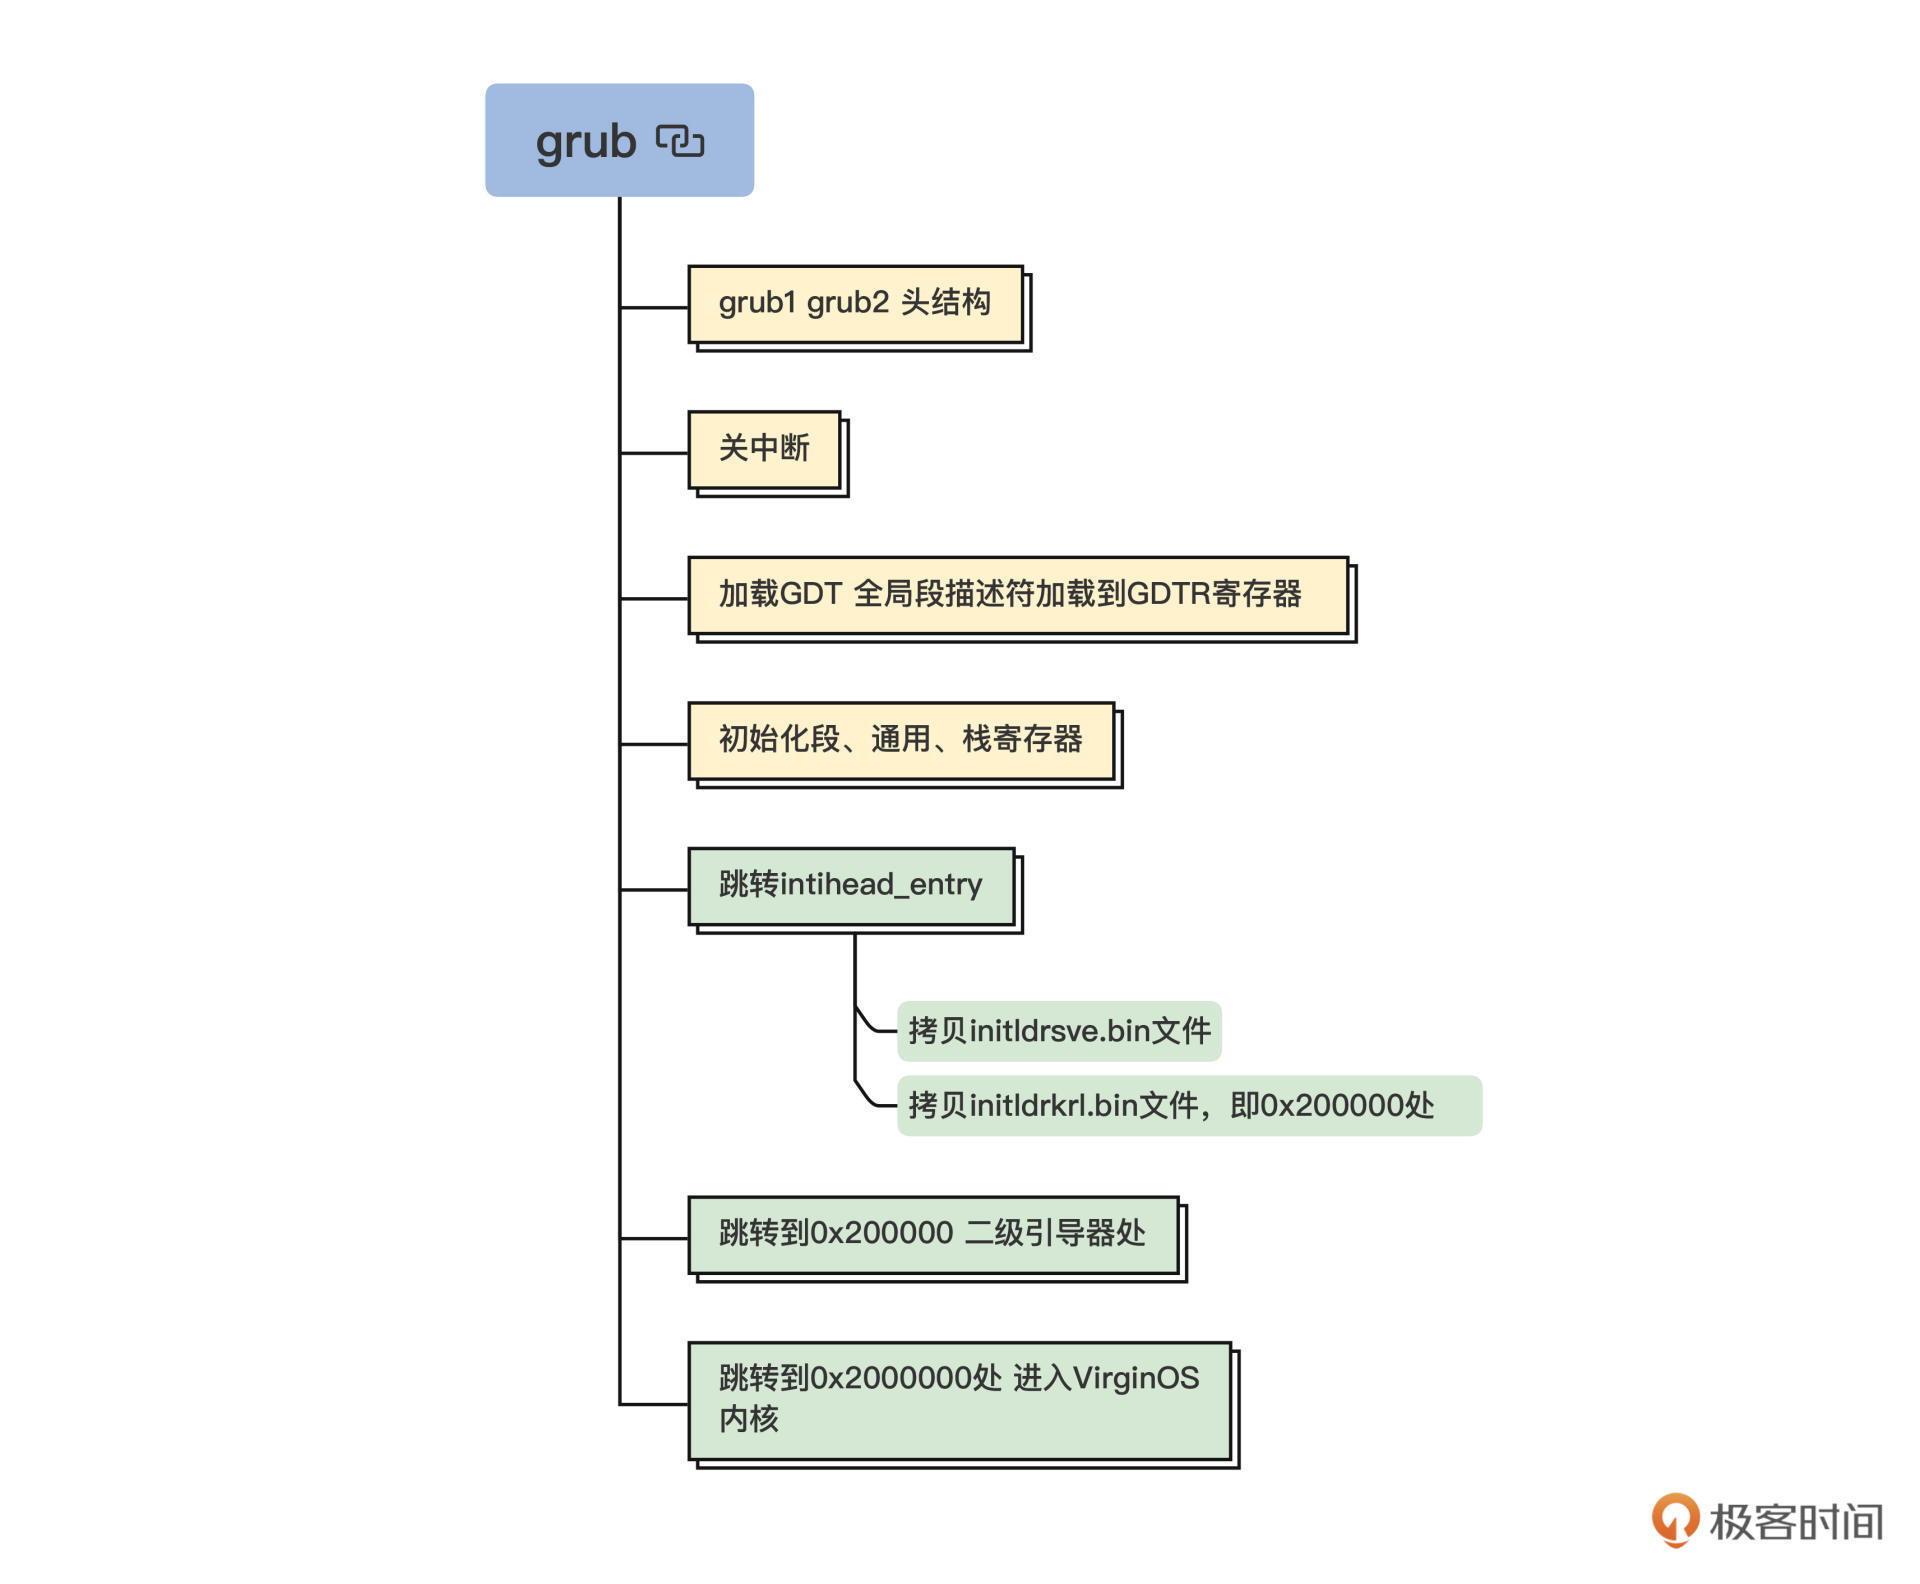 grub
grub1 grub2 头结构
关中断
加载GDT 全局段描述符加载到GDTR寄存器
初始化段、通用、栈寄存器
跳转intihead_entry
拷贝initldrsve.bin文件
拷贝initldrkrl.bin文件，即0x200000处
跳转到0x200000 二级引导器处
跳转到0x2000000处 进入VirginOS
内核
极客时间